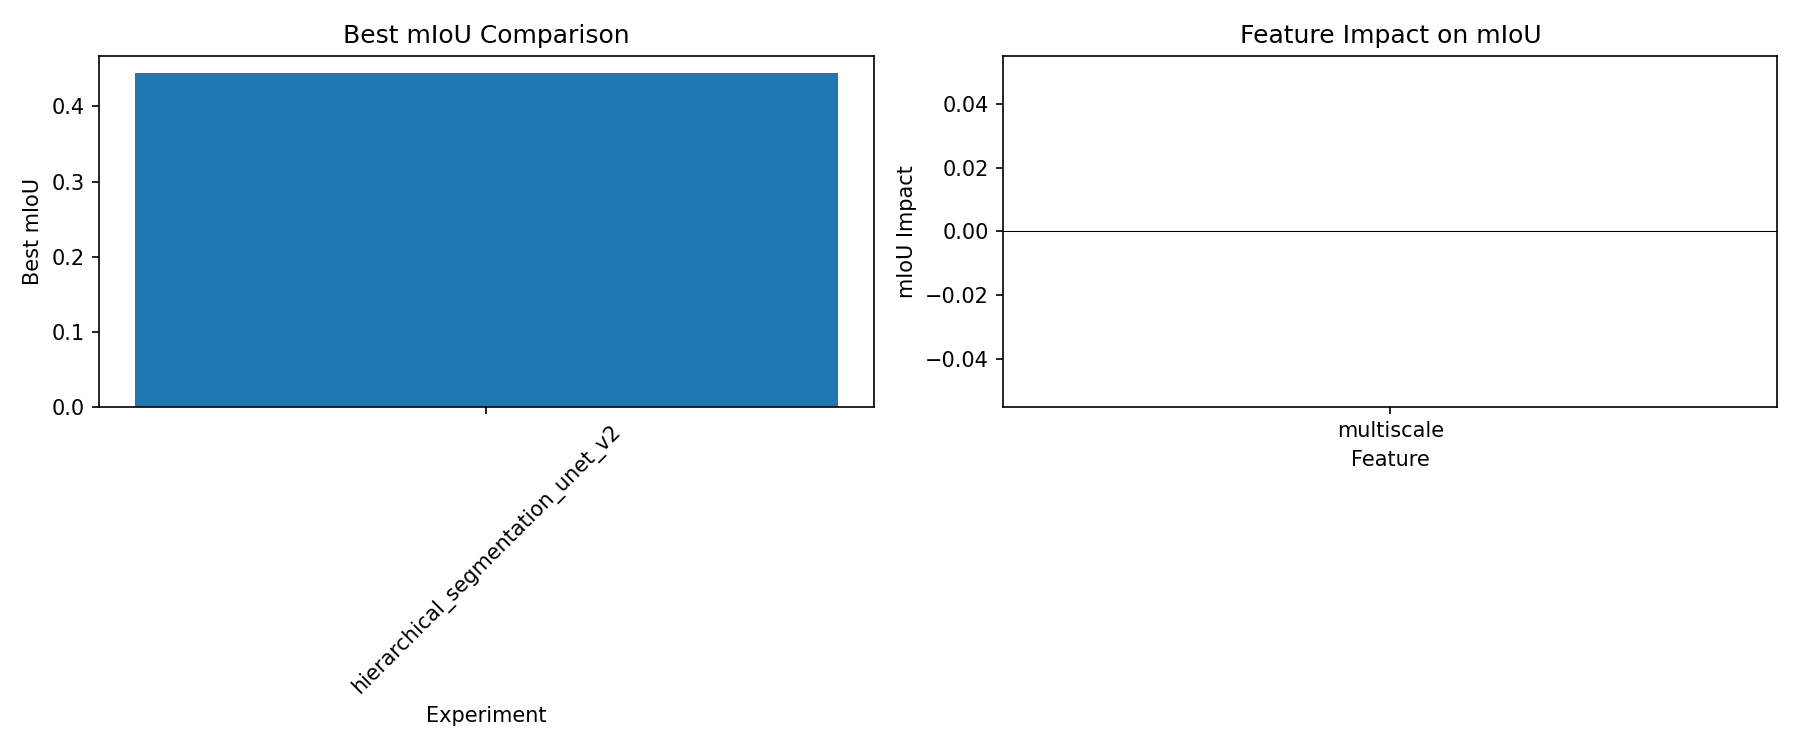 Best mIoU Comparison
Best mIoU
0.4
0.3
0.2
0.1
0.0
hierarchical_segmentation_unet_v2
Experiment
Feature Impact on mIoU
mIoU Impact
0.04
0.02
0.00
−0.02
−0.04
multiscale
Feature